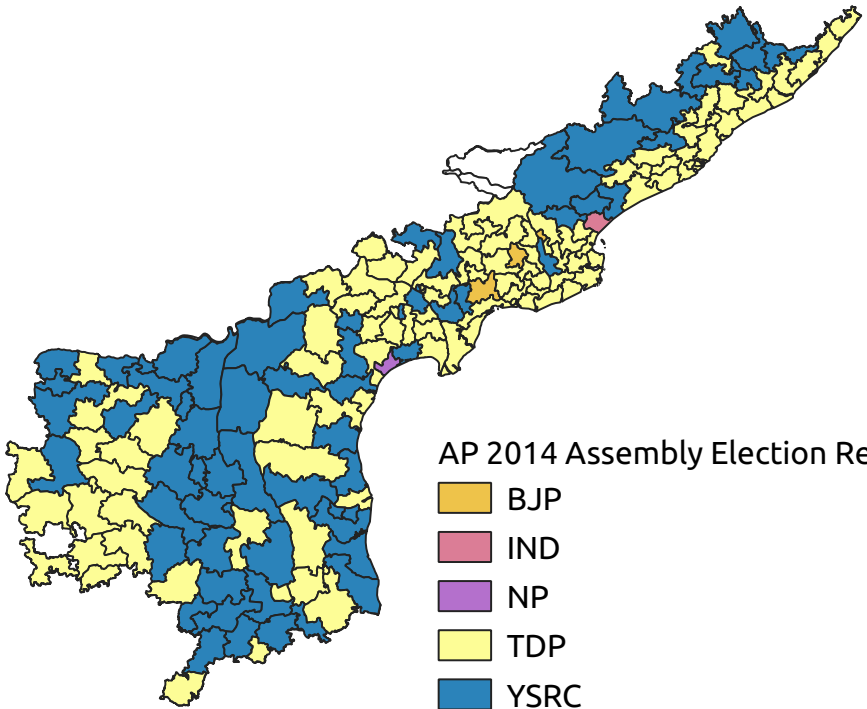 AP 2014 Assembly Election Re
BJP
IND
NP
TDP
YSRC